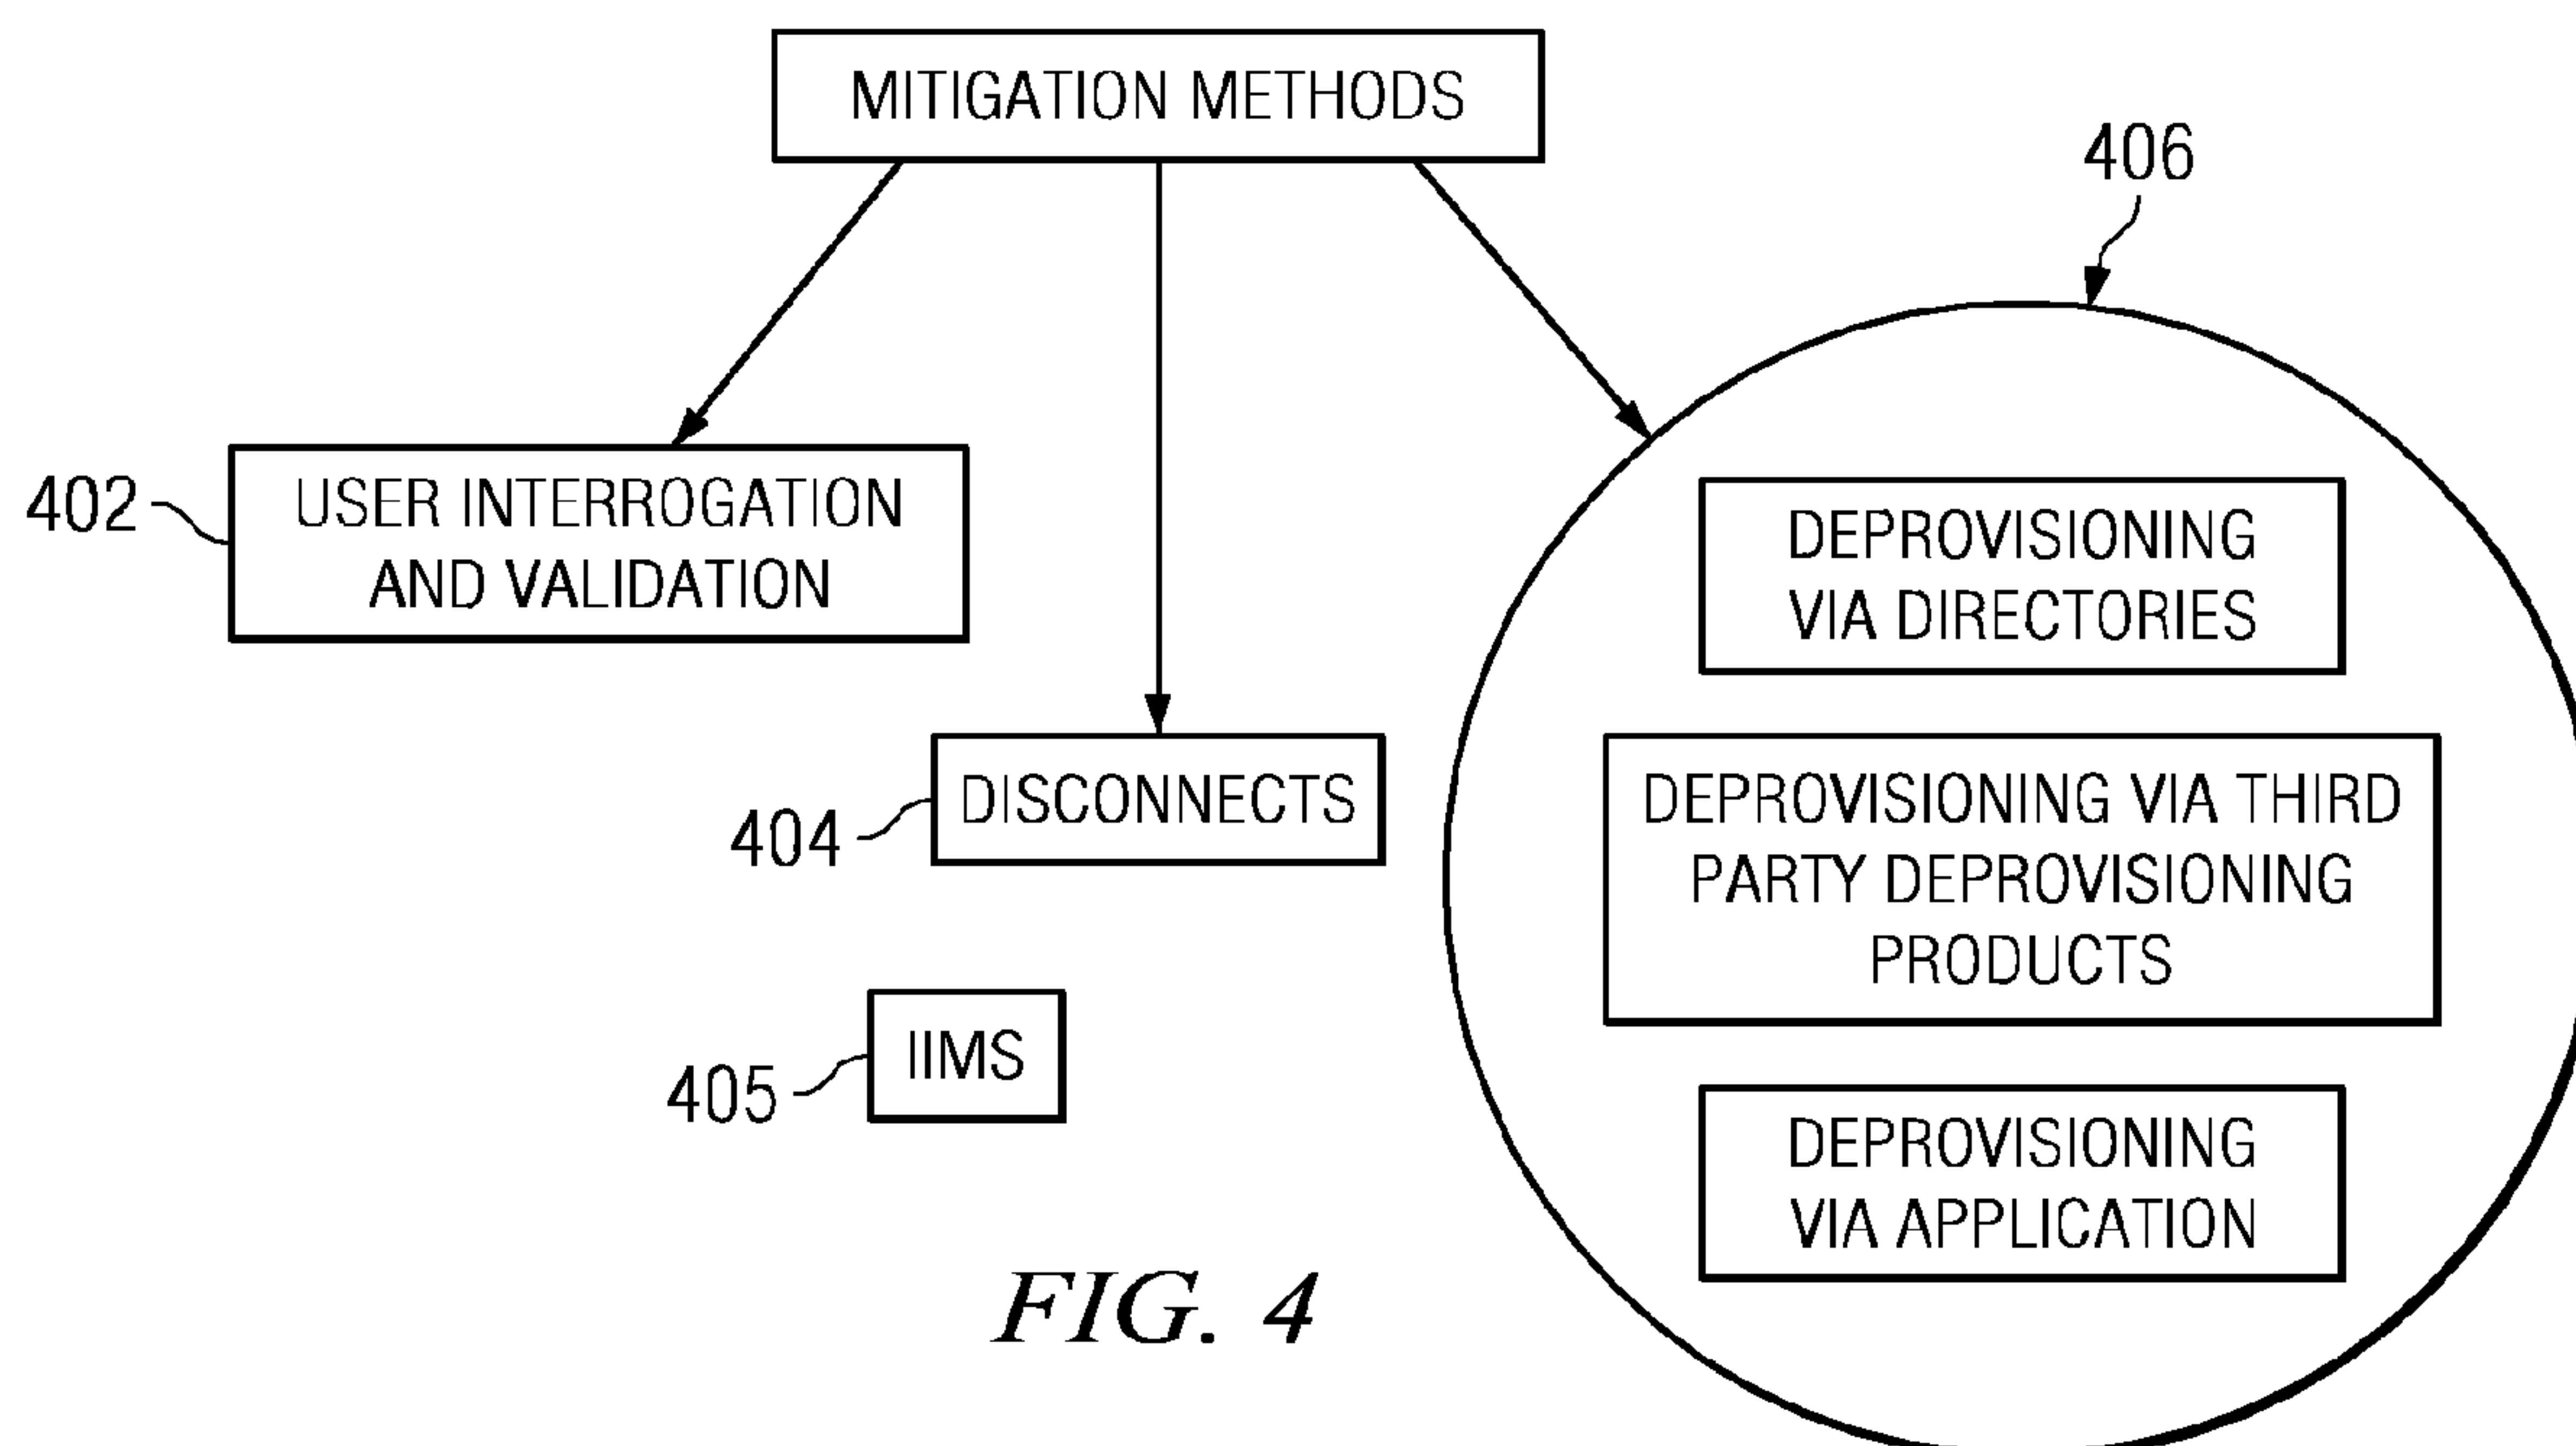 MITIGATION METHODS
406
402
USER INTERROGATION
AND VALIDATION
DEPROVISIONING
VIA DIRECTORIES
404
DISCONNECTS
DEPROVISIONING VIA THIRD
PARTY DEPROVISIONING
PRODUCTS
405
IIMS
DEPROVISIONING
VIA APPLICATION
FIG. 4